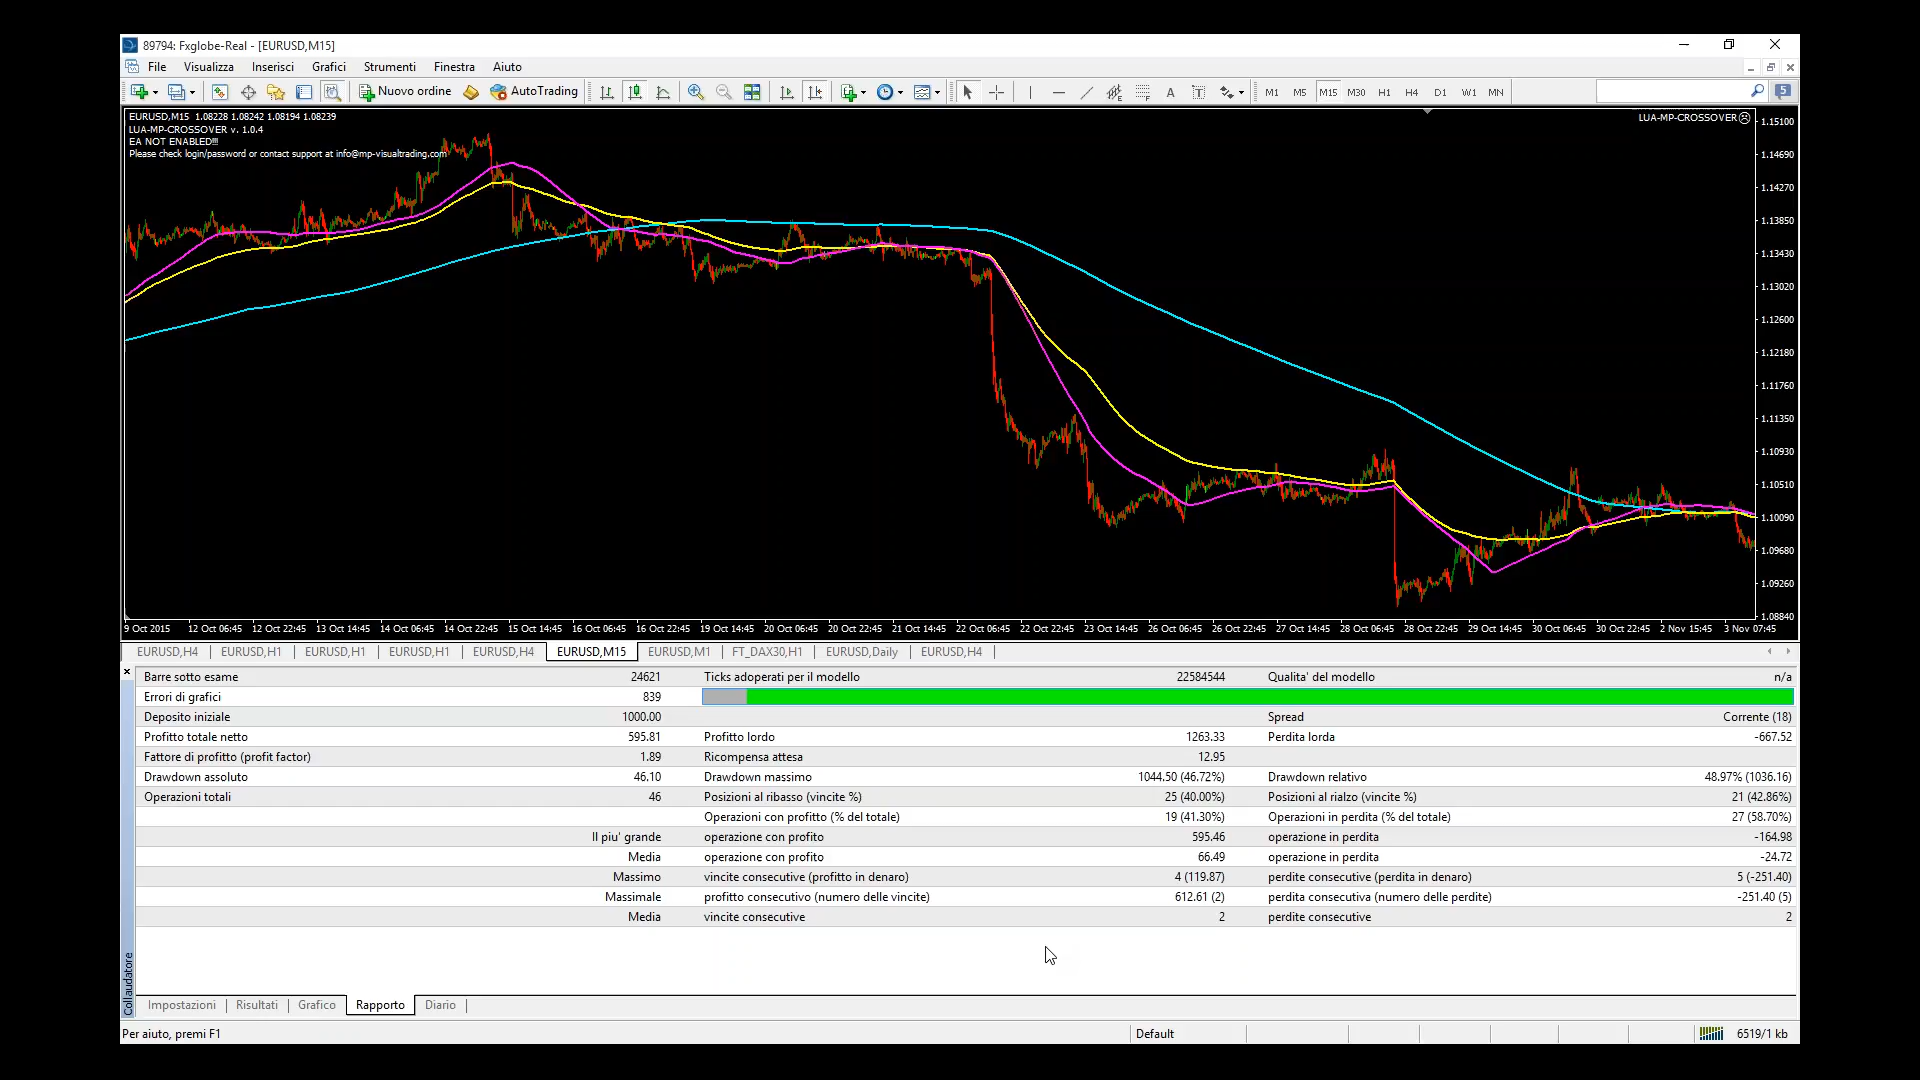 89794: Fxglobe-Real - [EURUSD,M15]
File Visualizza Inserisci Grafici Strumenti Finestra Aiuto
Nuovo ordine AutoTrading A T M1 M5 M15 M30 H1 H4 D1 W1 MN 5
EURUSD,M15 1.08228 1.08242 1.08194 1.08239
LUA-MP-CROSSOVER
LUA-MP-CROSSOVER v. 1.0.4
EA NOT ENABLED!!!
Please check login/password or contact support at info@mp-visualtrading.com
1.15100
1.14690
1.14270
1.13850
1.13430
1.13020
1.12600
1.12180
1.11760
1.11350
1.10930
1.10510
1.10090
1.09680
1.09260
1.08840
9 Oct 2015 12 Oct 06:45 12 Oct 22:45 13 Oct 14:45 14 Oct 06:45 14 Oct 22:45 15 Oct 14:45 16 Oct 06:45 16 Oct 22:45 19 Oct 14:45 20 Oct 06:45 20 Oct 22:45 21 Oct 14:45 22 Oct 06:45 22 Oct 22:45 23 Oct 14:45 26 Oct 06:45 26 Oct 22:45 27 Oct 14:45 28 Oct 06:45 28 Oct 22:45 29 Oct 14:45 30 Oct 06:45 30 Oct 22:45 2 Nov 15:45 3 Nov 07:45
EURUSD,H4 EURUSD,H1 EURUSD,H1 EURUSD,H1 EURUSD,H4 EURUSD,M15 EURUSD,M1 FT_DAX30,H1 EURUSD,Daily EURUSD,H4
Barre sotto esame 24621 Ticks adoperati per il modello 22584544 Qualita' del modello n/a
Errori di grafici 839
Deposito iniziale 1000.00 Spread Corrente (18)
Profitto totale netto 595.81 Profitto lordo 1263.33 Perdita lorda -667.52
Fattore di profitto (profit factor) 1.89 Ricompensa attesa 12.95
Drawdown assoluto 46.10 Drawdown massimo 1044.50 (46.72%) Drawdown relativo 48.97% (1036.16)
Operazioni totali 46 Posizioni al ribasso (vincite %) 25 (40.00%) Posizioni al rialzo (vincite %) 21 (42.86%)
Operazioni con profitto (% del totale) 19 (41.30%) Operazioni in perdita (% del totale) 27 (58.70%)
Il piu' grande operazione con profito 595.46 operazione in perdita -164.98
Media operazione con profito 66.49 operazione in perdita -24.72
Massimo vincite consecutive (profitto in denaro) 4 (119.87) perdite consecutive (perdita in denaro) 5 (-251.40)
Massimale profitto consecutivo (numero delle vincite) 612.61 (2) perdita consecutiva (numero delle perdite) -251.40 (5)
Media vincite consecutive 2 perdite consecutive 2
Collaudatore
Impostazioni Risultati Grafico Rapporto Diario
Per aiuto, premi F1 Default 6519/1 kb